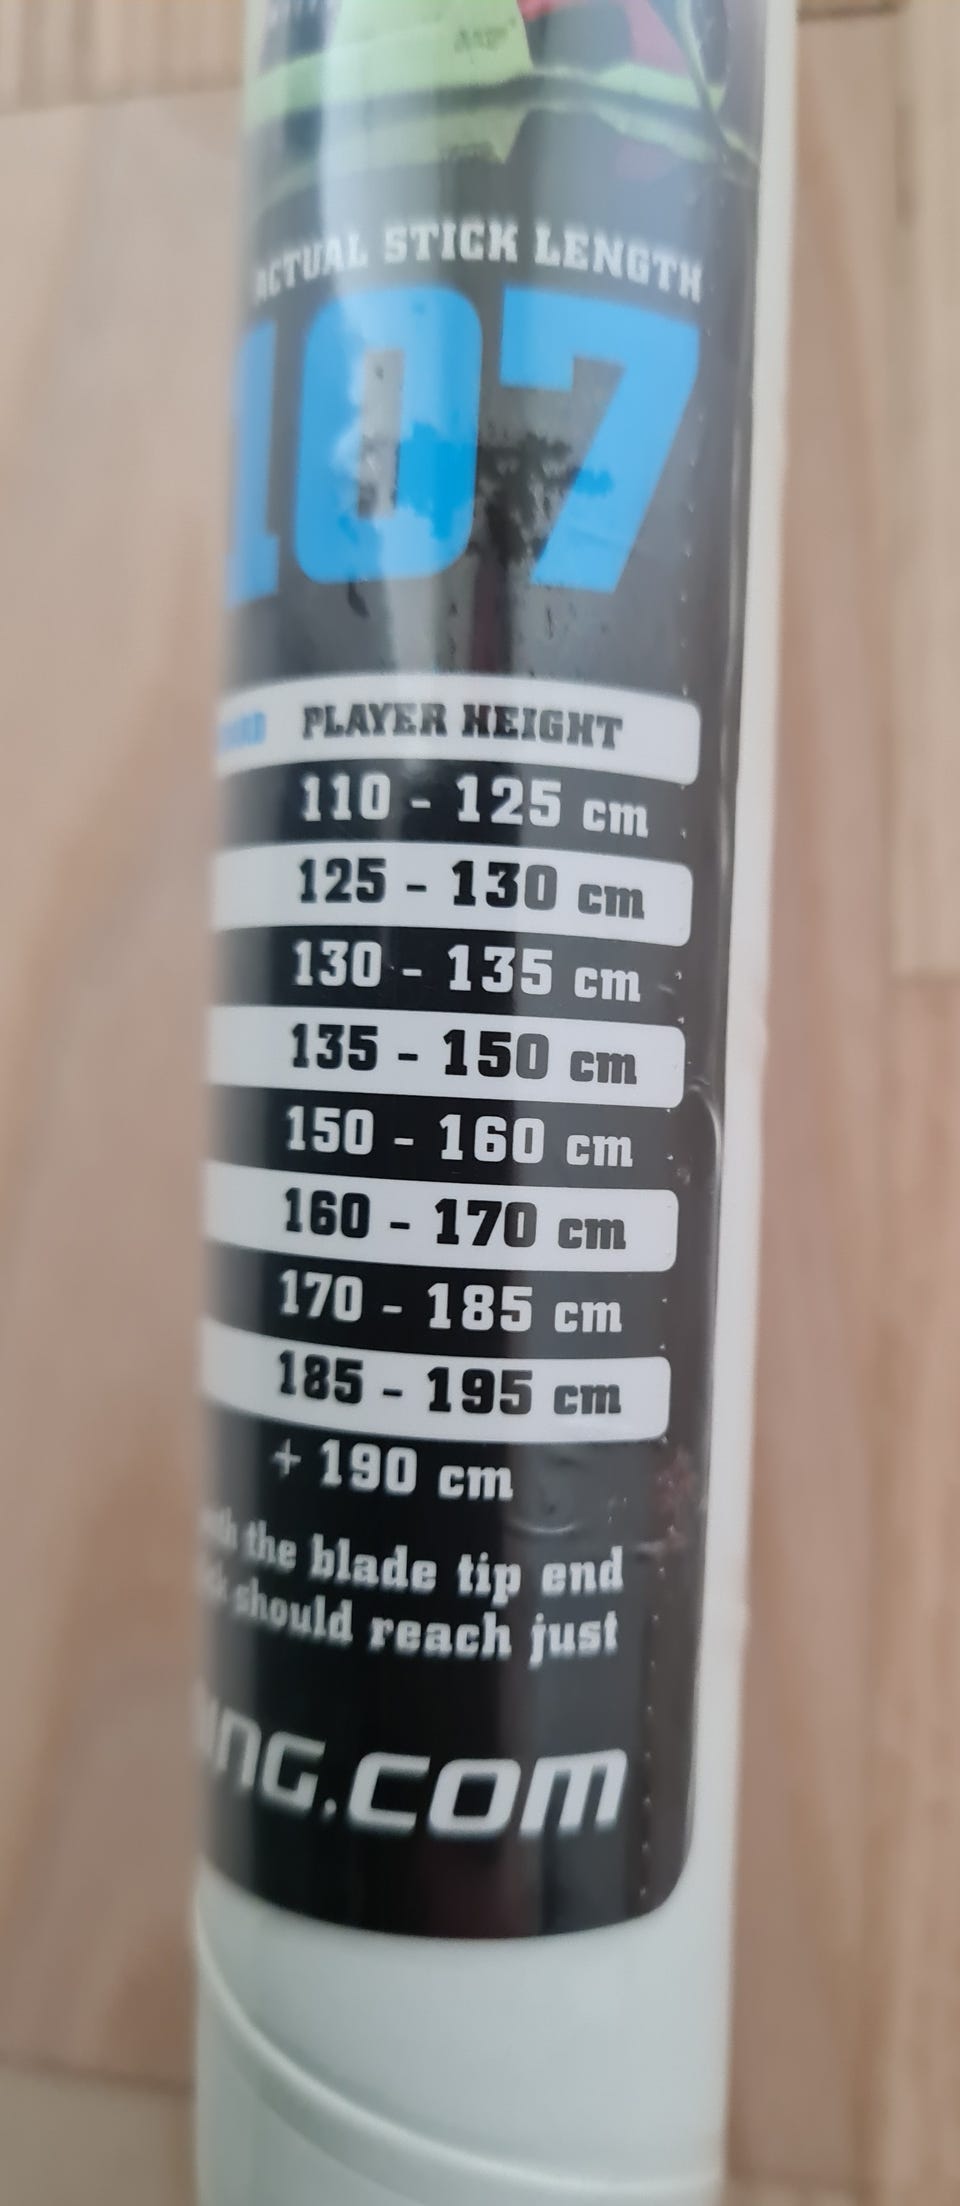 ACTUAL STICK LENGTH
107
PLAYER HEIGHT
110 - 125 cm
125 - 130 cm
130 - 135 cm
135 - 150 cm
150 - 160 cm
160 - 170 cm
170 - 185 cm
185 - 195 cm
+ 190 cm
the blade tip end
should reach just
ING.COM